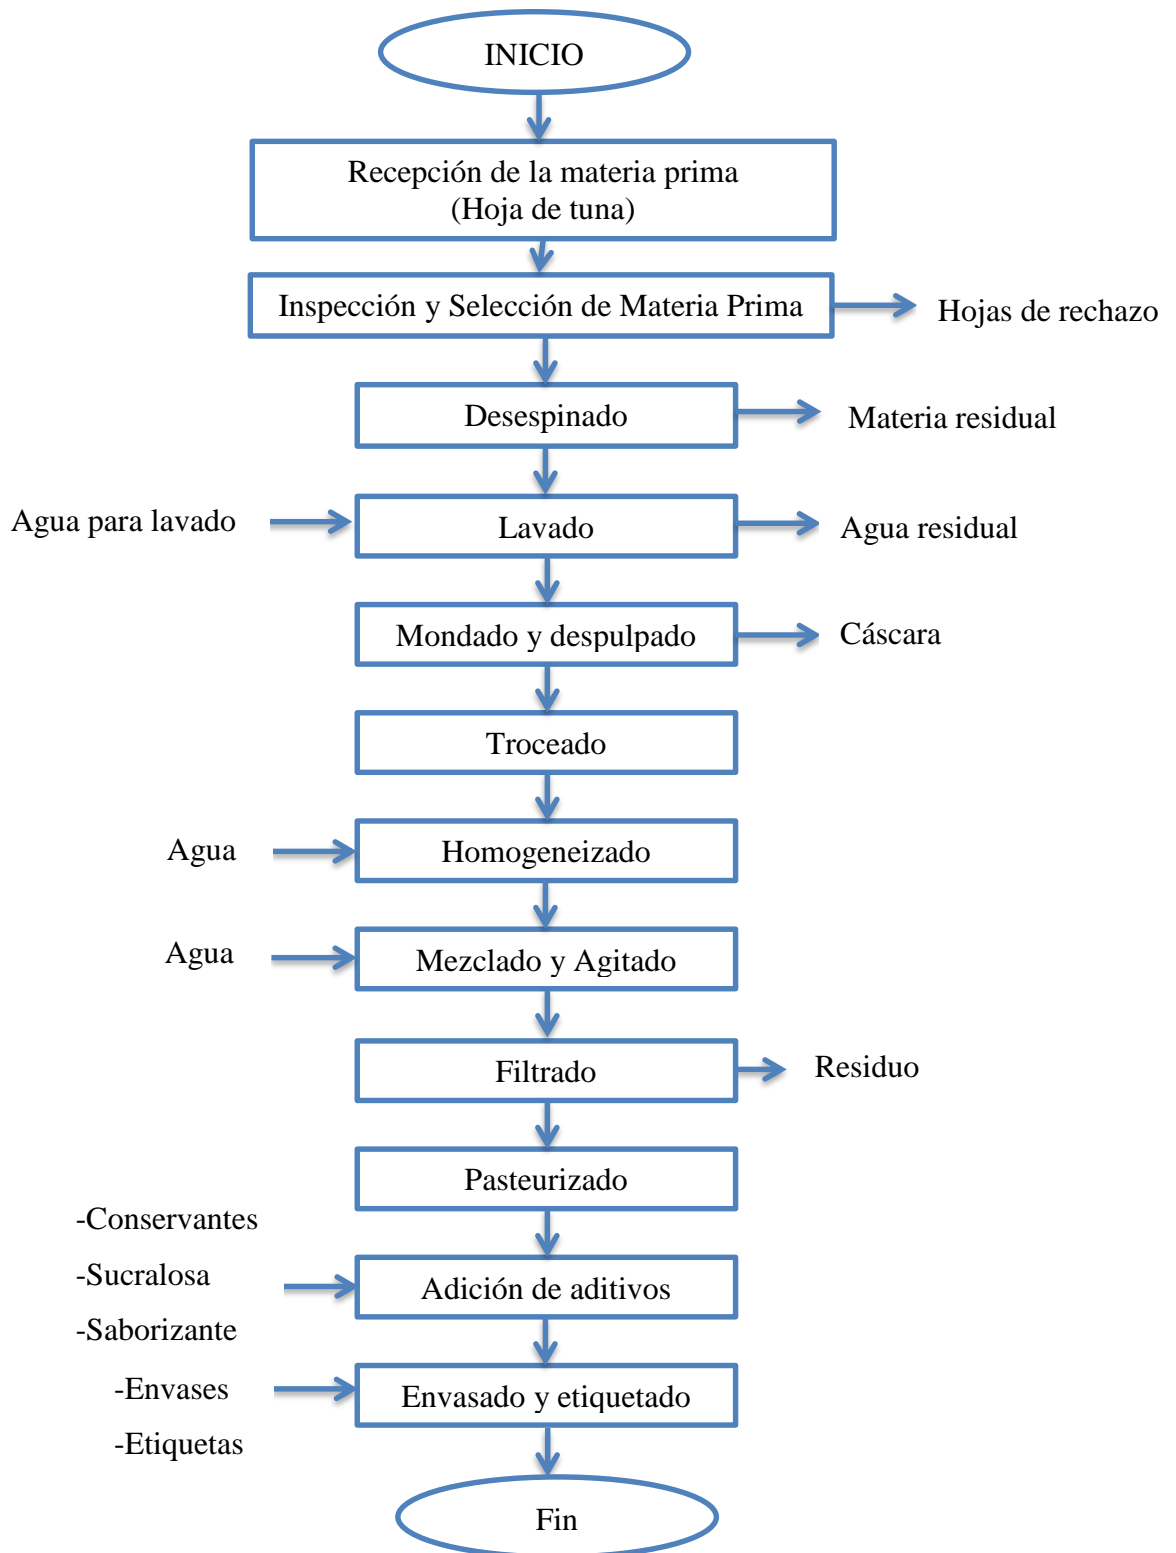 INICIO
Recepción de la materia prima
(Hoja de tuna)
Inspección y Selección de Materia Prima
Hojas de rechazo
Desespinado
Materia residual
Agua para lavado
Lavado
Agua residual
Mondado y despulpado
Cáscara
Troceado
Agua
Homogeneizado
Agua
Mezclado y Agitado
Filtrado
Residuo
Pasteurizado
-Conservantes
-Sucralosa
-Saborizante
Adición de aditivos
-Envases
-Etiquetas
Envasado y etiquetado
Fin